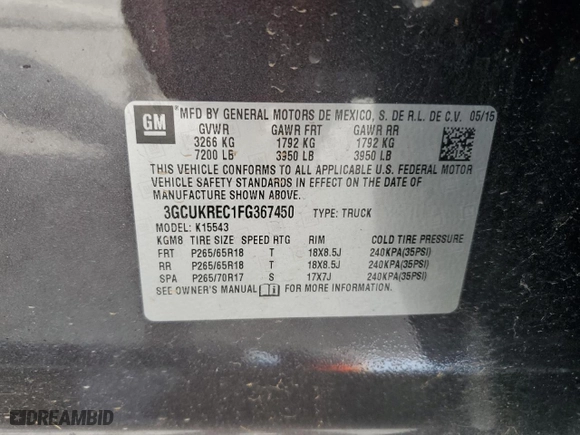 GM
*MFD BY GENERAL MOTORS DE MEXICO, S. DE R.L. DE C.V. 05/15
GVWR GAWR FRT GAWR RR
3266 KG 1792 KG 1792 KG
7200 LB 3950 LB 3950 LB
THIS VEHICLE CONFORMS TO ALL APPLICABLE U.S. FEDERAL MOTOR
VEHICLE SAFETY STANDARDS IN EFFECT ON THE DATE OF
MANUFACTURE SHOWN ABOVE.
3GCUKREC1FG367450 TYPE: TRUCK
MODEL: K15543
KGM8 TIRE SIZE SPEED RTG RIM COLD TIRE PRESSURE
FRT P265/65R18 T 18X8.5J 240KPA(35PSI)
RR P265/65R18 T 18X8.5J 240KPA(35PSI)
SPA P265/70R17 S 17X7J 240KPA(35PSI)
SEE OWNER'S MANUAL FOR MORE INFORMATION.
DREAMBID